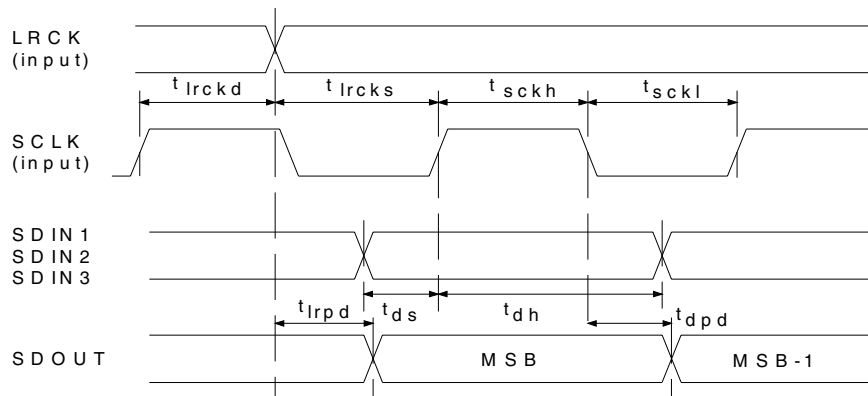 LRCK
(input)
t lrckd
t lrcks
t sckh
t sckl
SCLK
(input)
SDIN1
SDIN2
SDIN3
t lrpd
t ds
t dh
t dpd
SDOUT
MSB
MSB-1